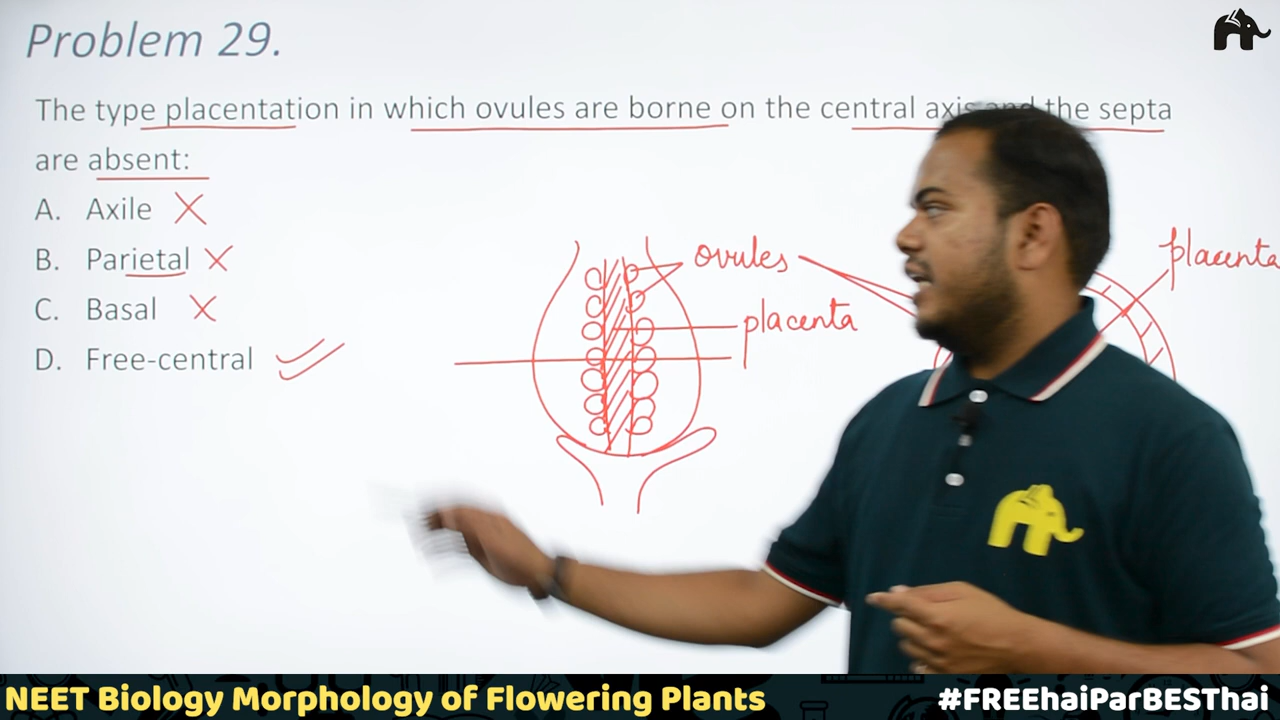 Problem 29.
The type placentation in which ovules are borne on the central axis and the septa
are absent:
A. Axile
B. Parietal
C. Basal
D. Free-central
ovules
placenta
placenta
NEET Biology Morphology of Flowering Plants
#FREEhaiParBESThai